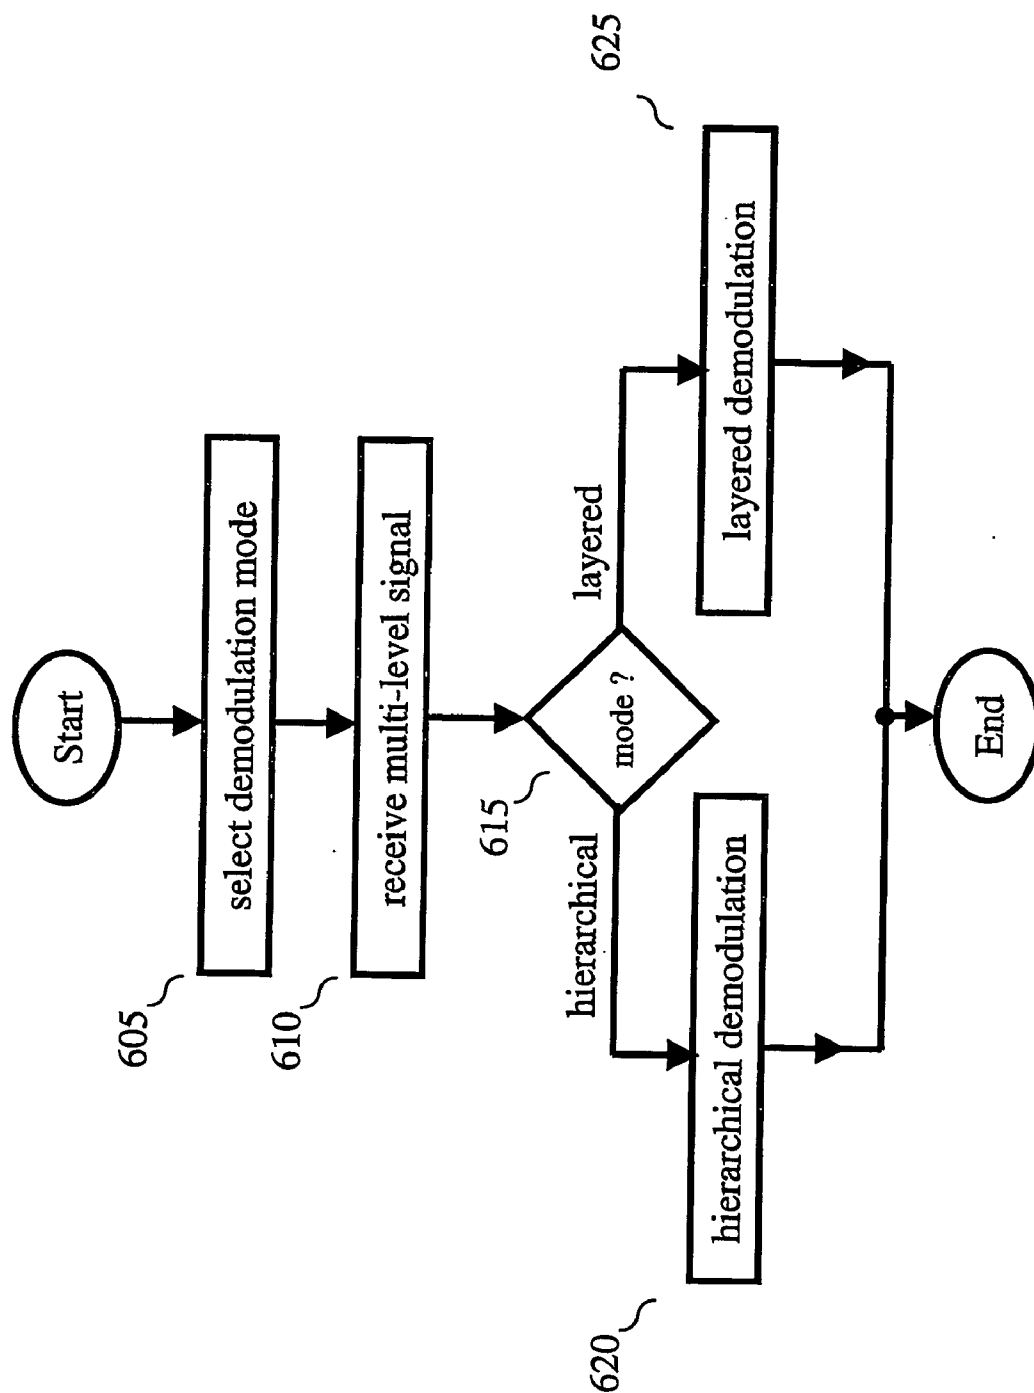 Start
605
select demodulation mode
610
receive multi-level signal
615
mode ?
hierarchical
layered
620
hierarchical demodulation
625
layered demodulation
End